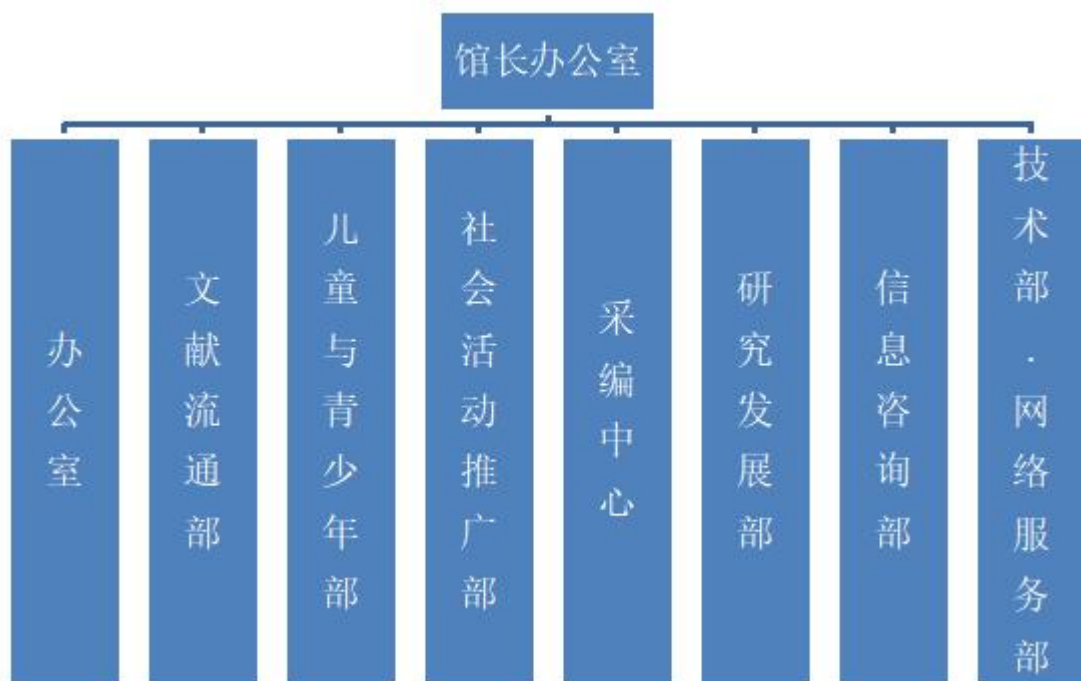 馆长办公室
办公室
文献流通部
儿童与青少年部
社会活动推广部
采编中心
研究发展部
信息咨询部
技术部.网络服务部